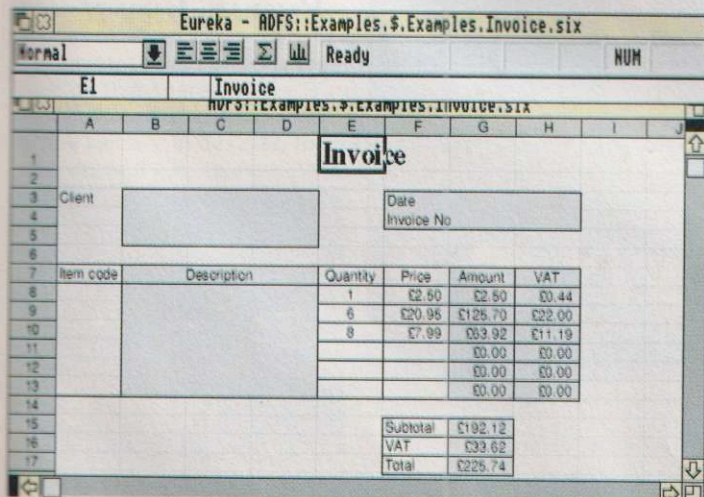 Eureka - ADFS::Examples.$.Examples.Invoice.six
Normal Σ Ready NUM
E1 Invoice
ADFS::Examples.$.Examples.Invoice.six
A B C D E F G H I J
1 Invoice
2
3 Client Date
4 Invoice No
5
6
7 Item code Description Quantity Price Amount VAT
8 1 £2.50 £2.50 £0.44
9 6 £20.95 £125.70 £22.00
10 8 £7.99 £63.92 £11.19
11 £0.00 £0.00
12 £0.00 £0.00
13 £0.00 £0.00
14
15 Subtotal £192.12
16 VAT £33.62
17 Total £225.74